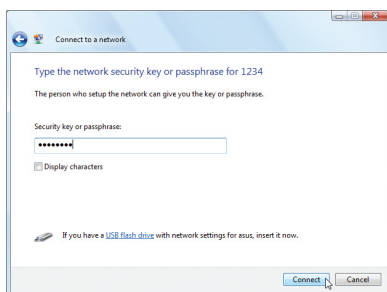 Connect to a network
Type the network security key or passphrase for 1234
The person who setup the network can give you the key or passphrase.
Security key or passphrase:
••••••••
Display characters
If you have a USB flash drive with network settings for asus, insert it now.
Connect Cancel